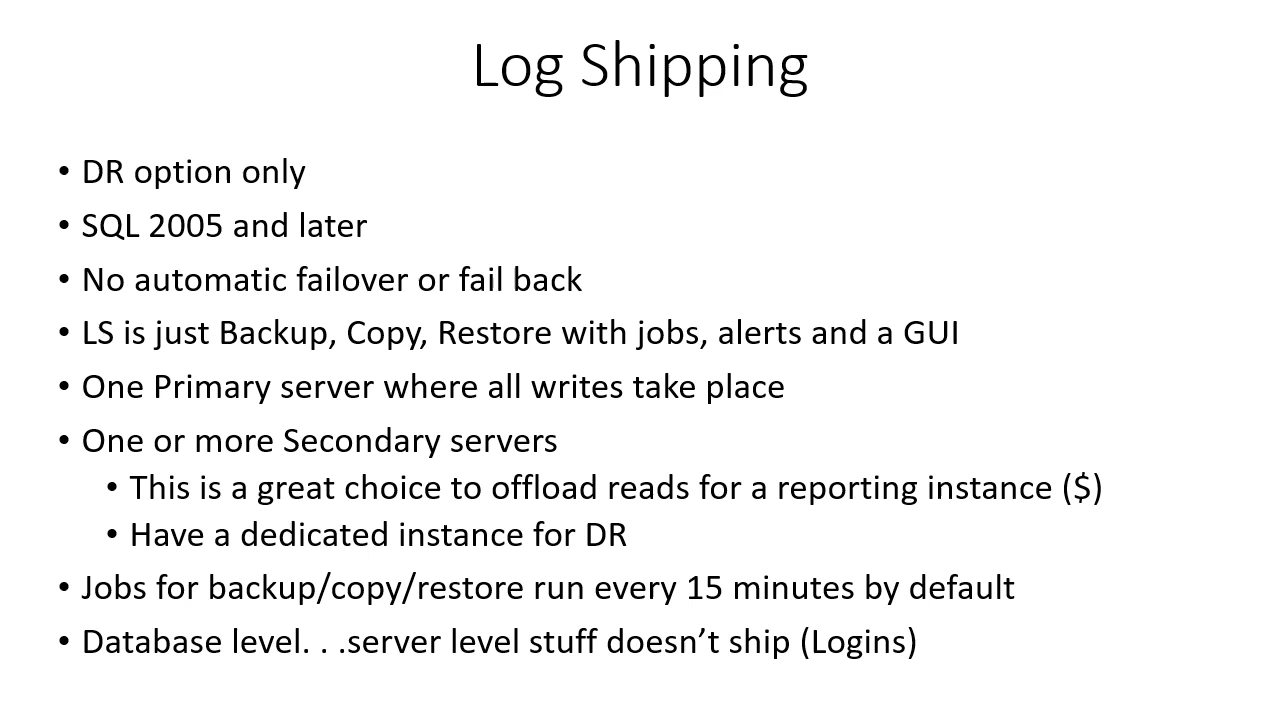 Log Shipping
• DR option only
• SQL 2005 and later
• No automatic failover or fail back
• LS is just Backup, Copy, Restore with jobs, alerts and a GUI
• One Primary server where all writes take place
• One or more Secondary servers
• This is a great choice to offload reads for a reporting instance ($)
• Have a dedicated instance for DR
• Jobs for backup/copy/restore run every 15 minutes by default
• Database level. . .server level stuff doesn’t ship (Logins)